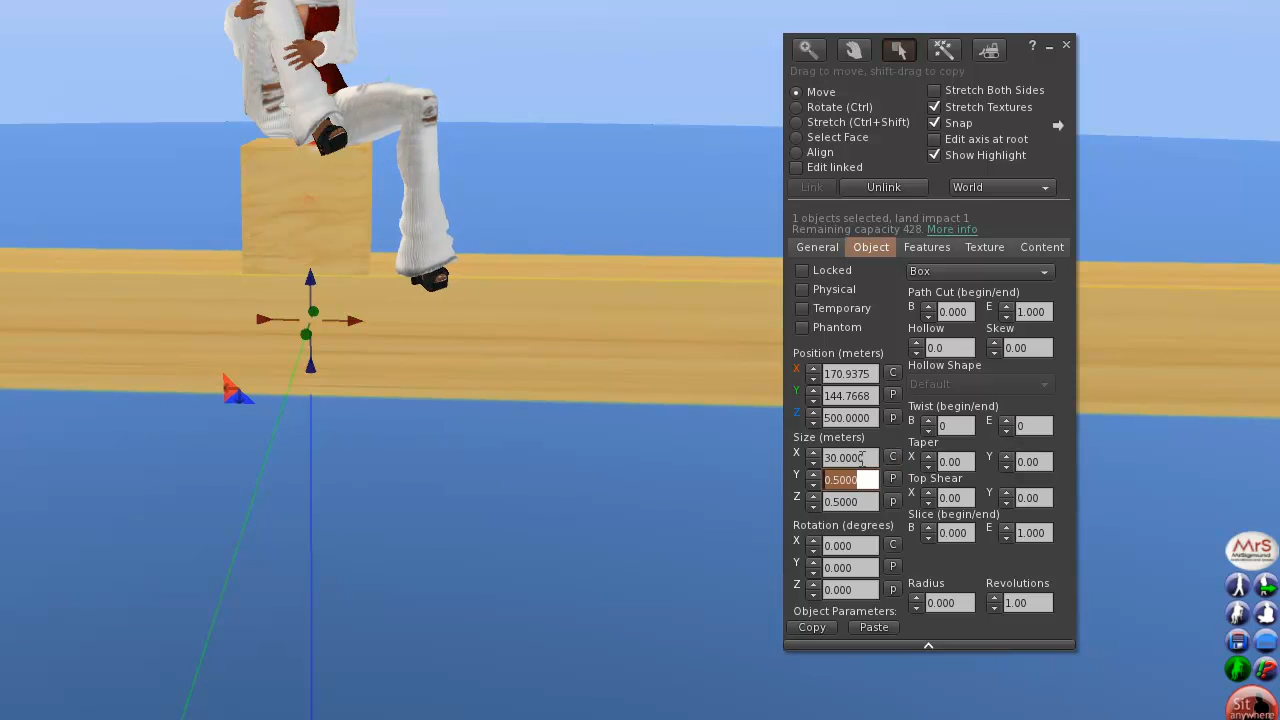 ?
Drag to move, shift-drag to copy
Move
Rotate (Ctrl)
Stretch (Ctrl+Shift)
Select Face
Align
Edit linked
Stretch Both Sides
Stretch Textures
Snap
Edit axis at root
Show Highlight
Link Unlink World
1 objects selected, land impact 1
Remaining capacity 428. More info
General Object Features Texture Content
Locked
Physical
Temporary
Phantom
Position (meters)
X 170.9375 C
Y 144.7668 P
Z 500.0000 p
Size (meters)
X 30.0000 C
Y 0.5000 P
Z 0.5000 p
Rotation (degrees)
X 0.000 C
Y 0.000 P
Z 0.000 p
Object Parameters:
Copy Paste
Box
Path Cut (begin/end)
B 0.000 E 1.000
Hollow Skew
0.0 0.00
Hollow Shape
Default
Twist (begin/end)
B 0 E 0
Taper
X 0.00 Y 0.00
Top Shear
X 0.00 Y 0.00
Slice (begin/end)
B 0.000 E 1.000
Radius Revolutions
0.000 1.00
MrS
Sit
anywhere